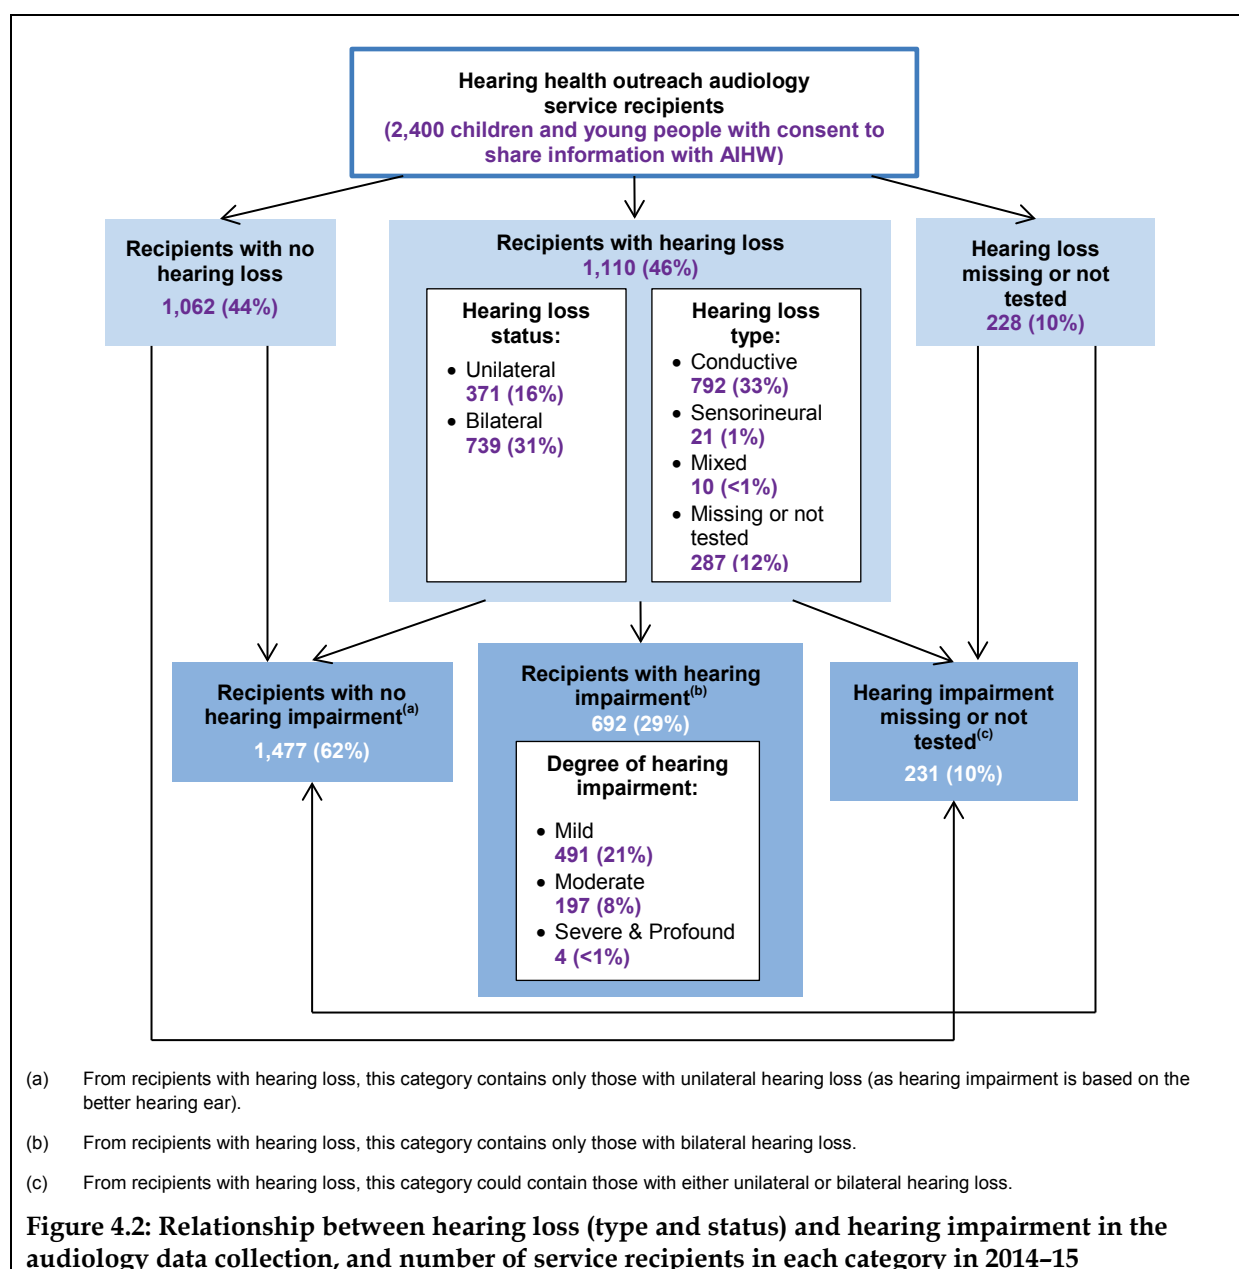 Hearing health outreach audiology
service recipients
(2,400 children and young people with consent to
share information with AIHW)
Recipients with no
hearing loss
1,062 (44%)
Recipients with hearing loss
1,110 (46%)
Hearing loss
status:
• Unilateral
371 (16%)
• Bilateral
739 (31%)
Hearing loss
type:
• Conductive
792 (33%)
• Sensorineural
21 (1%)
• Mixed
10 (<1%)
• Missing or not
tested
287 (12%)
Hearing loss
missing or not
tested
228 (10%)
Recipients with no
hearing impairment(a)
1,477 (62%)
Recipients with hearing
impairment(b)
692 (29%)
Degree of hearing
impairment:
• Mild
491 (21%)
• Moderate
197 (8%)
• Severe & Profound
4 (<1%)
Hearing impairment
missing or not
tested(c)
231 (10%)
(a) From recipients with hearing loss, this category contains only those with unilateral hearing loss (as hearing impairment is based on the
better hearing ear).
(b) From recipients with hearing loss, this category contains only those with bilateral hearing loss.
(c) From recipients with hearing loss, this category could contain those with either unilateral or bilateral hearing loss.
Figure 4.2: Relationship between hearing loss (type and status) and hearing impairment in the
audiology data collection, and number of service recipients in each category in 2014–15